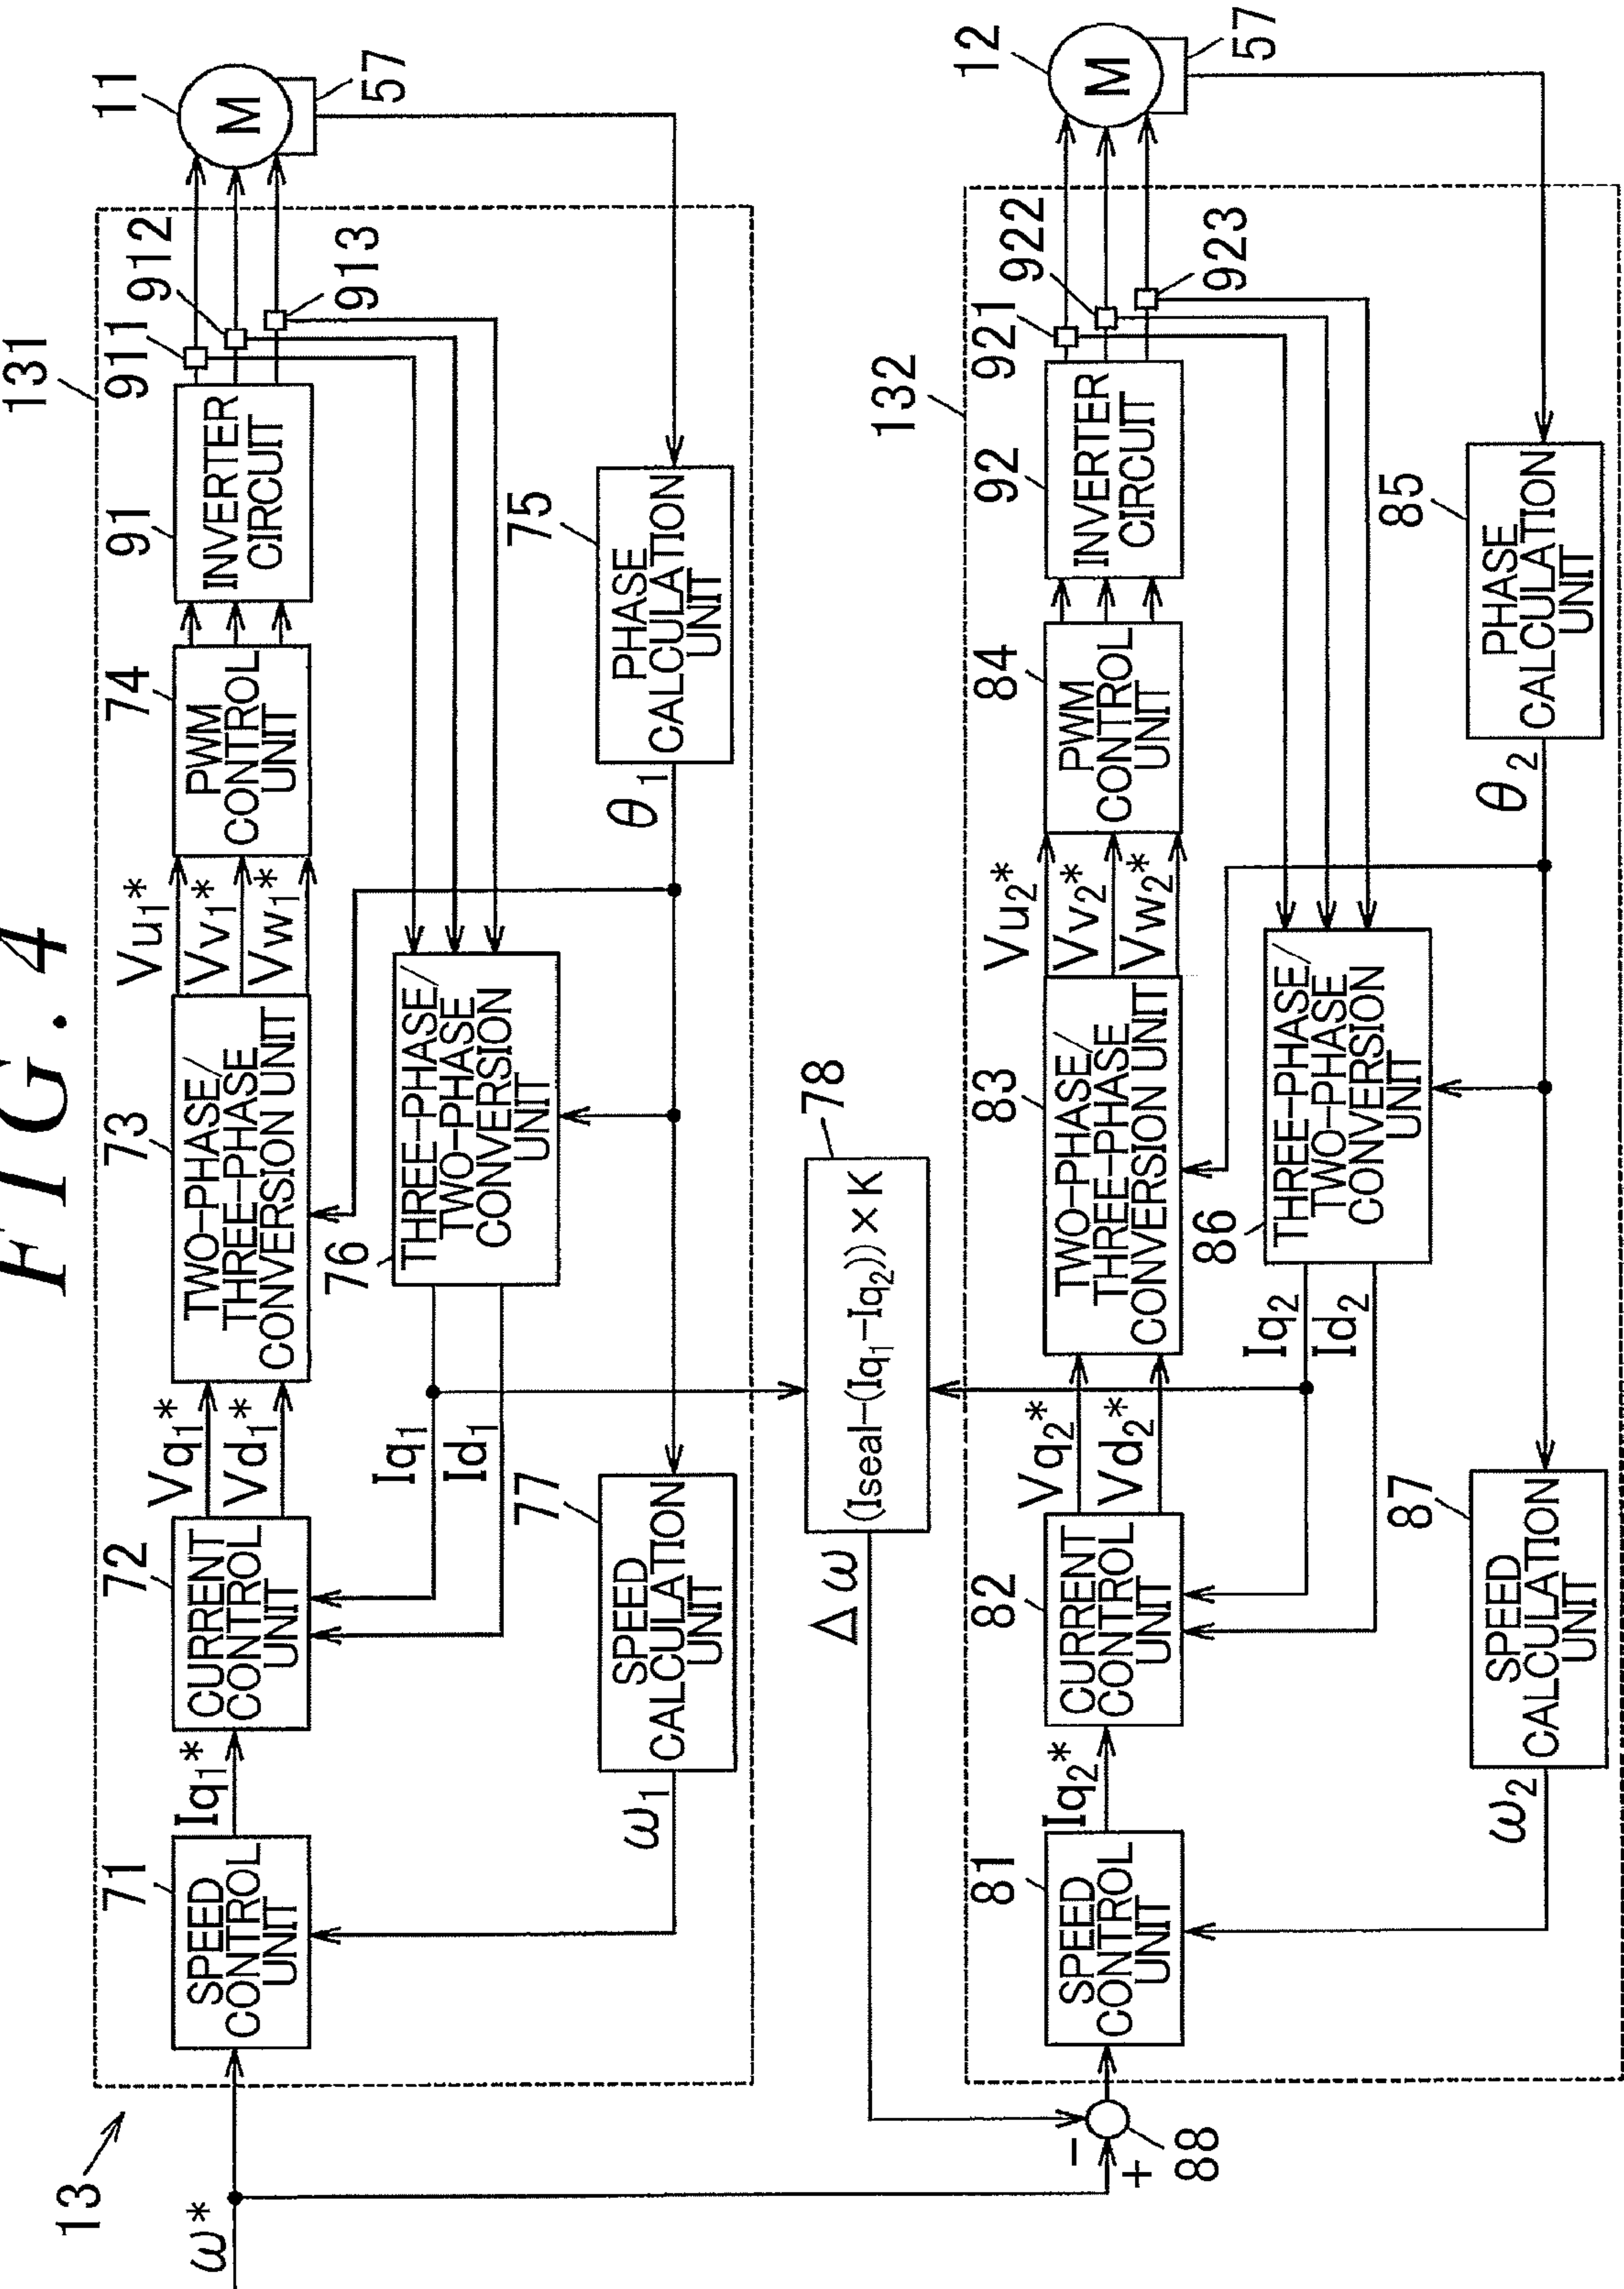 FIG. 4
13
131
ω*
71
SPEED
CONTROL
UNIT
Iq1*
72
CURRENT
CONTROL
UNIT
Vq1*
Vd1*
73
TWO-PHASE/
THREE-PHASE
CONVERSION UNIT
Vu1*
Vv1*
Vw1*
74
PWM
CONTROL
UNIT
91
INVERTER
CIRCUIT
911
912
913
11
M
57
Iq1
Id1
76
THREE-PHASE/
TWO-PHASE
CONVERSION
UNIT
ω1
77
SPEED
CALCULATION
UNIT
θ1
75
PHASE
CALCULATION
UNIT
Δω
78
(Iseal-(Iq1-Iq2))×K
132
-
+
88
81
SPEED
CONTROL
UNIT
Iq2*
82
CURRENT
CONTROL
UNIT
Vq2*
Vd2*
83
TWO-PHASE/
THREE-PHASE
CONVERSION UNIT
Vu2*
Vv2*
Vw2*
84
PWM
CONTROL
UNIT
92
INVERTER
CIRCUIT
921
922
923
12
M
57
Iq2
Id2
86
THREE-PHASE/
TWO-PHASE
CONVERSION
UNIT
ω2
87
SPEED
CALCULATION
UNIT
θ2
85
PHASE
CALCULATION
UNIT